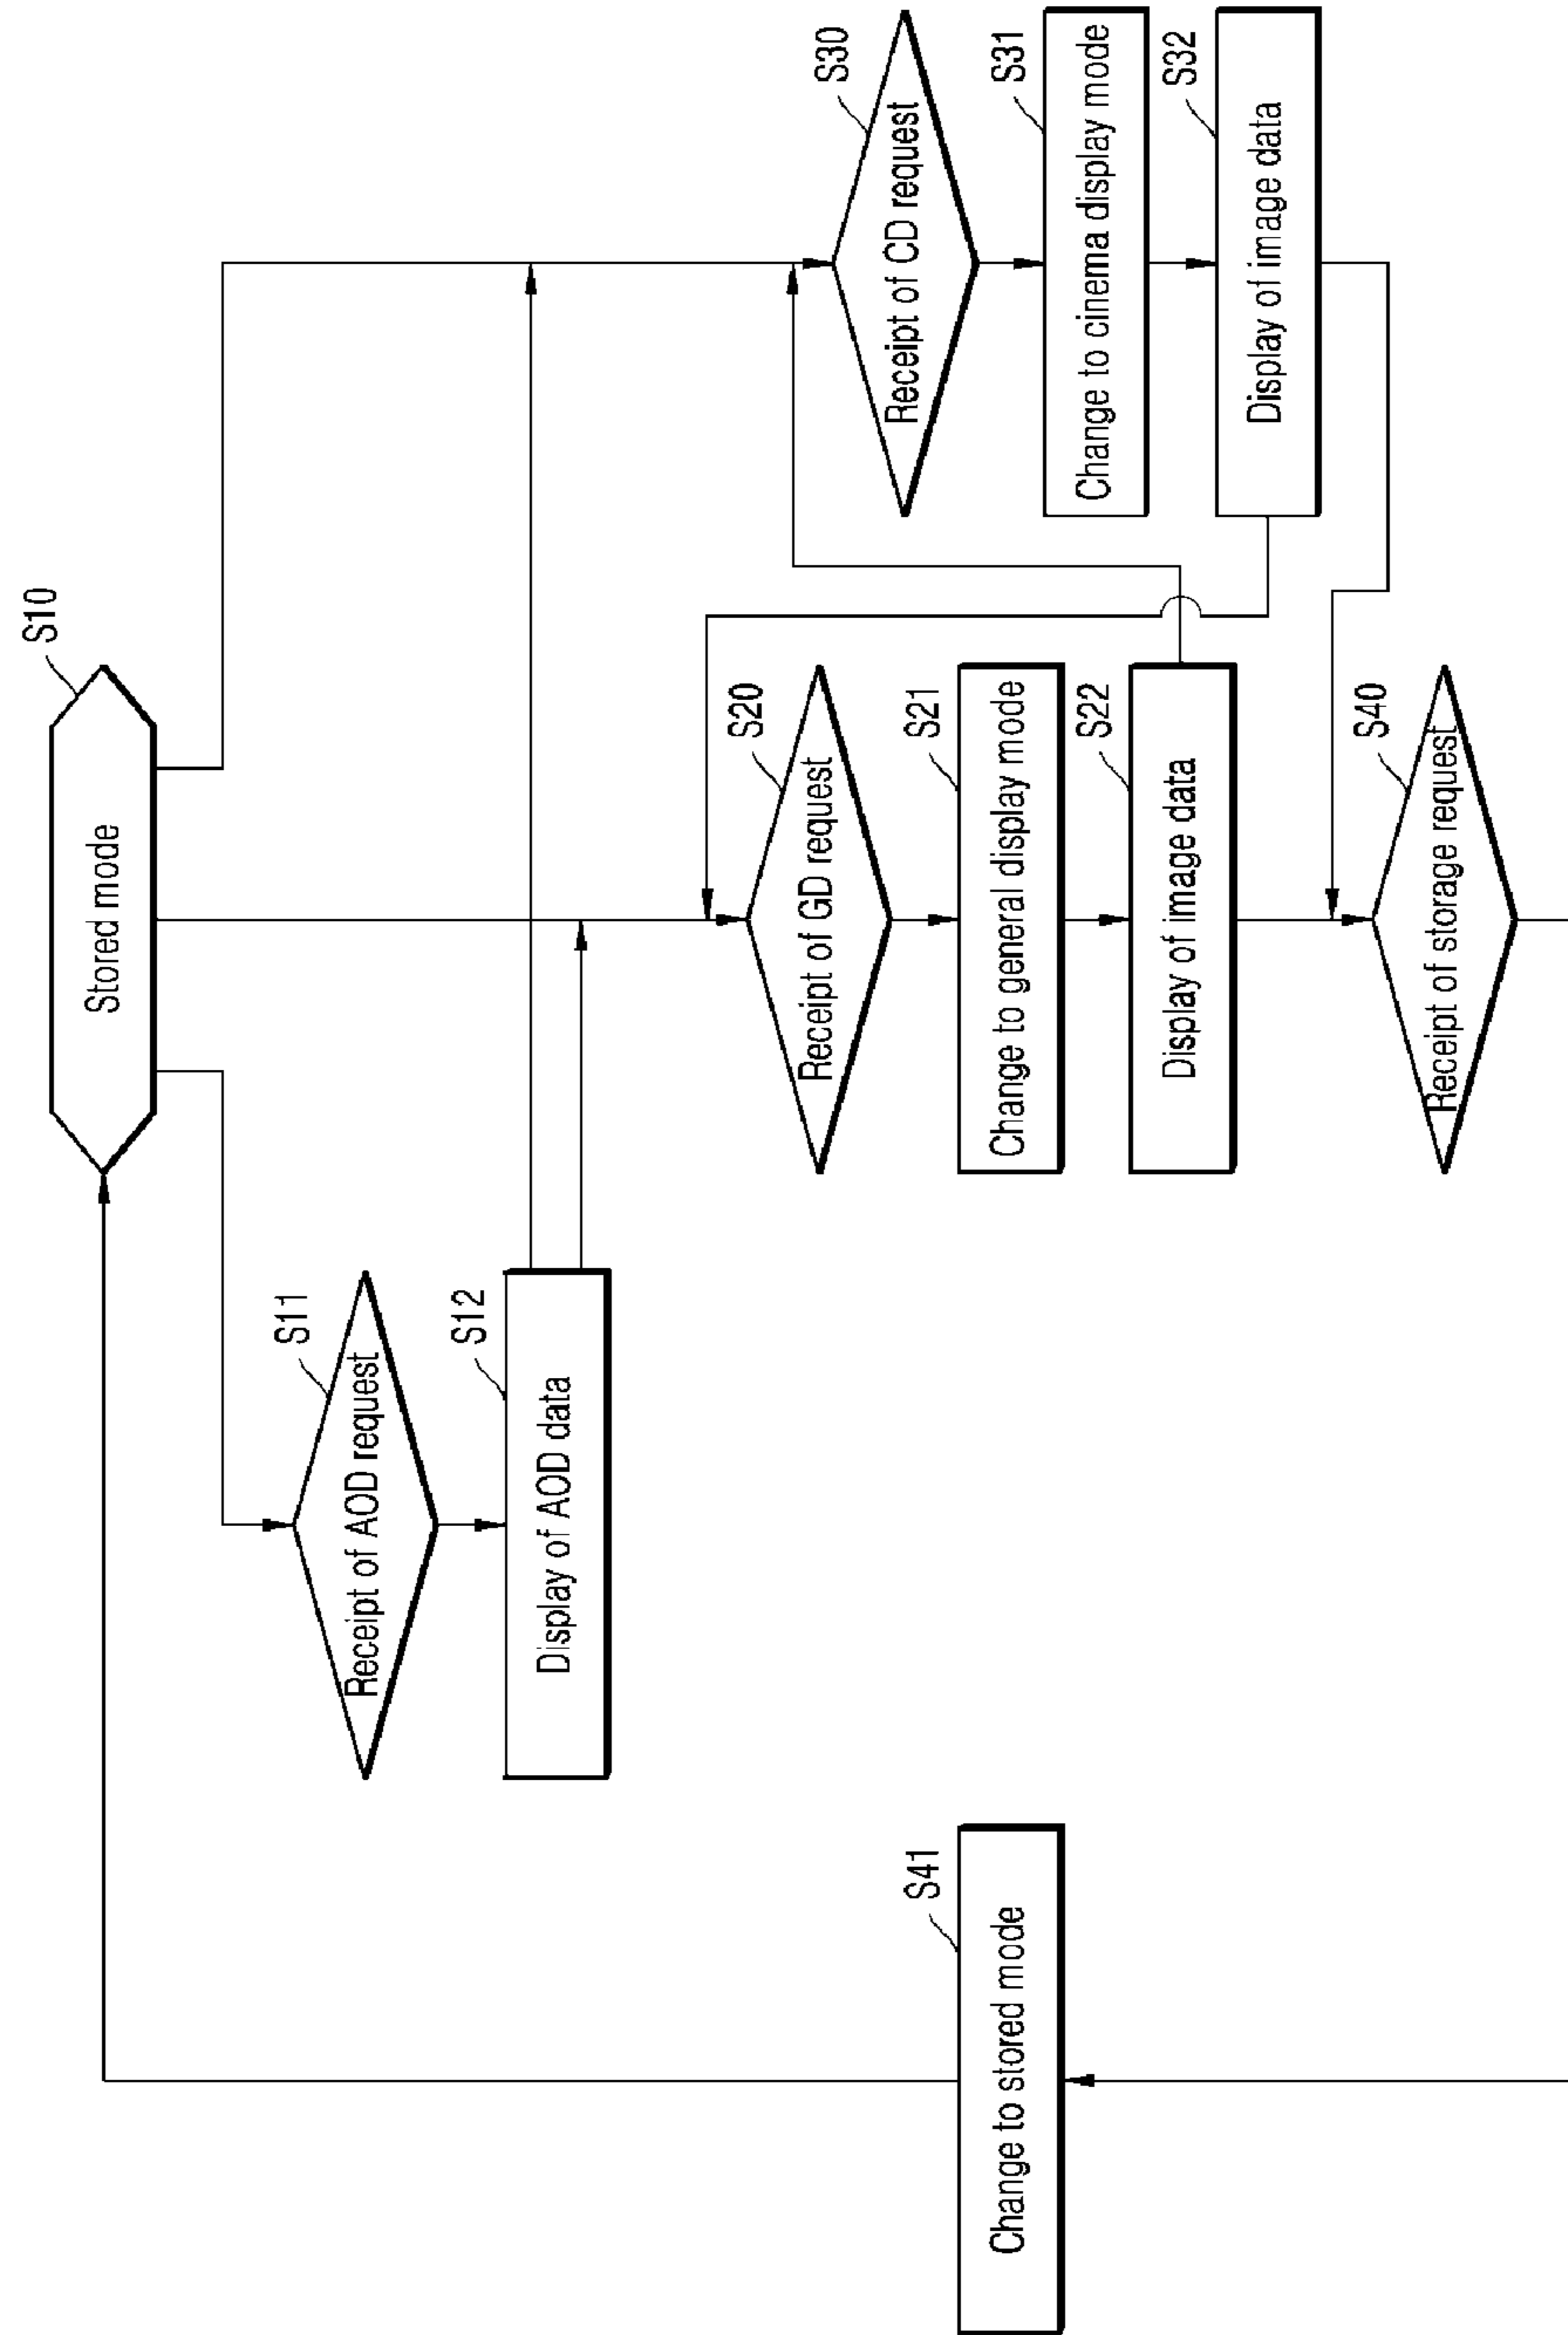 Stored mode
S10
Receipt of AOD request
S11
Display of AOD data
S12
Receipt of GD request
S20
Change to general display mode
S21
Display of image data
S22
Receipt of CD request
S30
Change to cinema display mode
S31
Display of image data
S32
Receipt of storage request
S40
Change to stored mode
S41